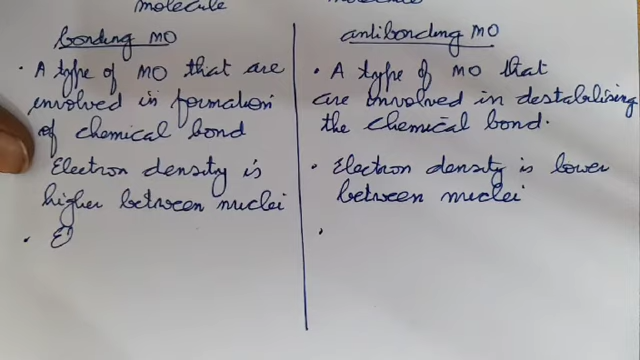 molecule
bonding MO
• A type of MO that are
involved in formation
of chemical bond
Electron density is
higher between nuclei
• E
antibonding MO
• A type of MO that
are involved in destabilising
the chemical bond.
• Electron density is lower
between nuclei
•